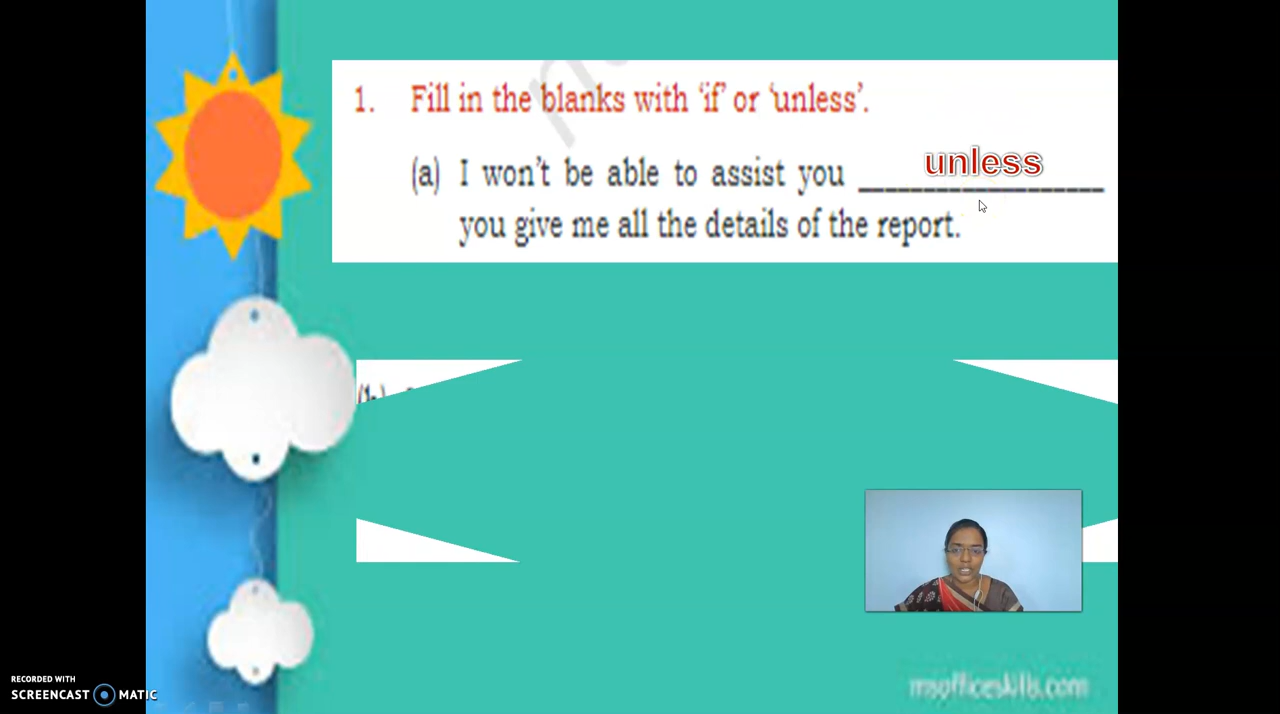 1. Fill in the blanks with ‘if’ or ‘unless’.
(a) I won’t be able to assist you unless ____________________
you give me all the details of the report.
msofficeskills.com
RECORDED WITH
SCREENCAST MATIC